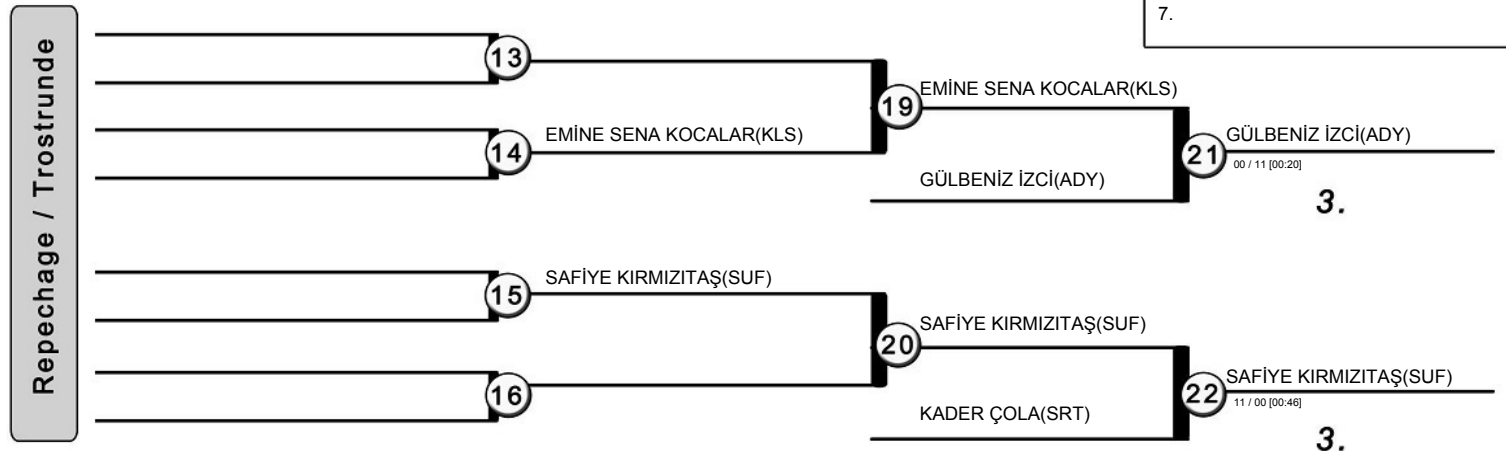 7.
Repechage / Trostrunde
13
EMİNE SENA KOCALAR(KLS)
19
14
EMİNE SENA KOCALAR(KLS)
GÜLBENİZ İZCİ(ADY)
21
00 / 11 [00:20]
GÜLBENİZ İZCİ(ADY)
3.
15
SAFİYE KIRMIZITAŞ(SUF)
SAFİYE KIRMIZITAŞ(SUF)
20
16
SAFİYE KIRMIZITAŞ(SUF)
22
11 / 00 [00:46]
KADER ÇOLA(SRT)
3.